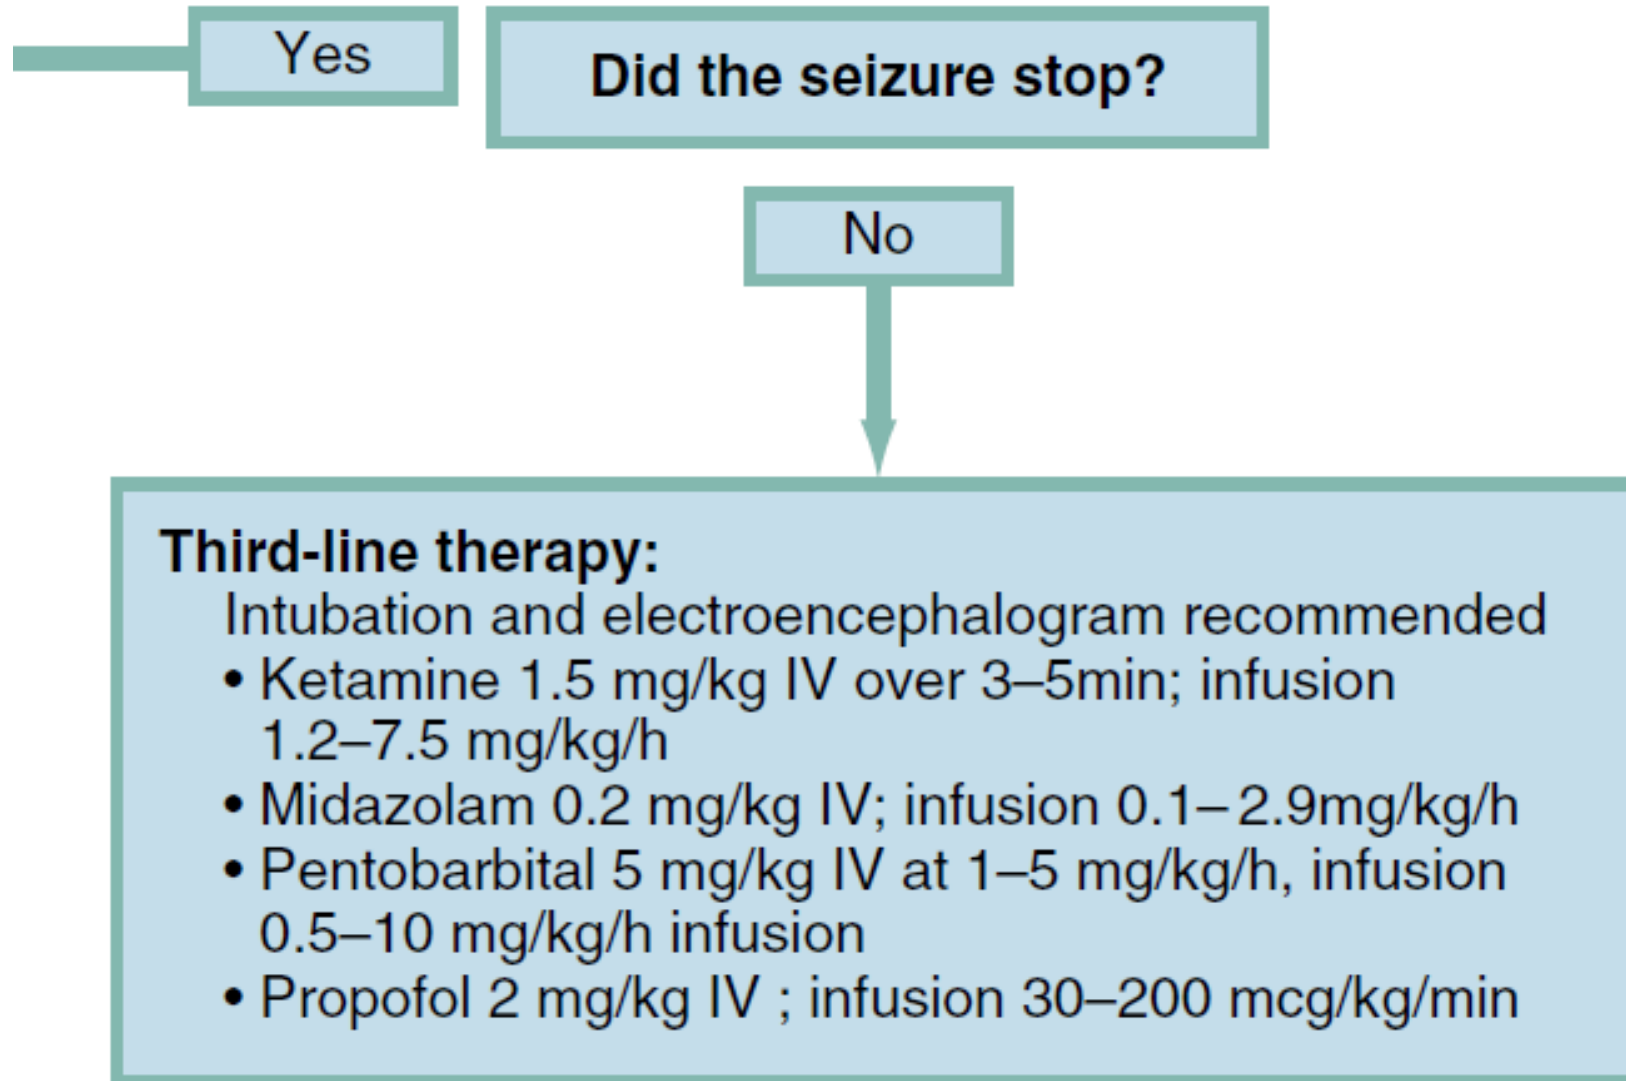 Yes
Did the seizure stop?
No
Third-line therapy:
Intubation and electroencephalogram recommended
• Ketamine 1.5 mg/kg IV over 3–5min; infusion
1.2–7.5 mg/kg/h
• Midazolam 0.2 mg/kg IV; infusion 0.1– 2.9mg/kg/h
• Pentobarbital 5 mg/kg IV at 1–5 mg/kg/h, infusion
0.5–10 mg/kg/h infusion
• Propofol 2 mg/kg IV ; infusion 30–200 mcg/kg/min